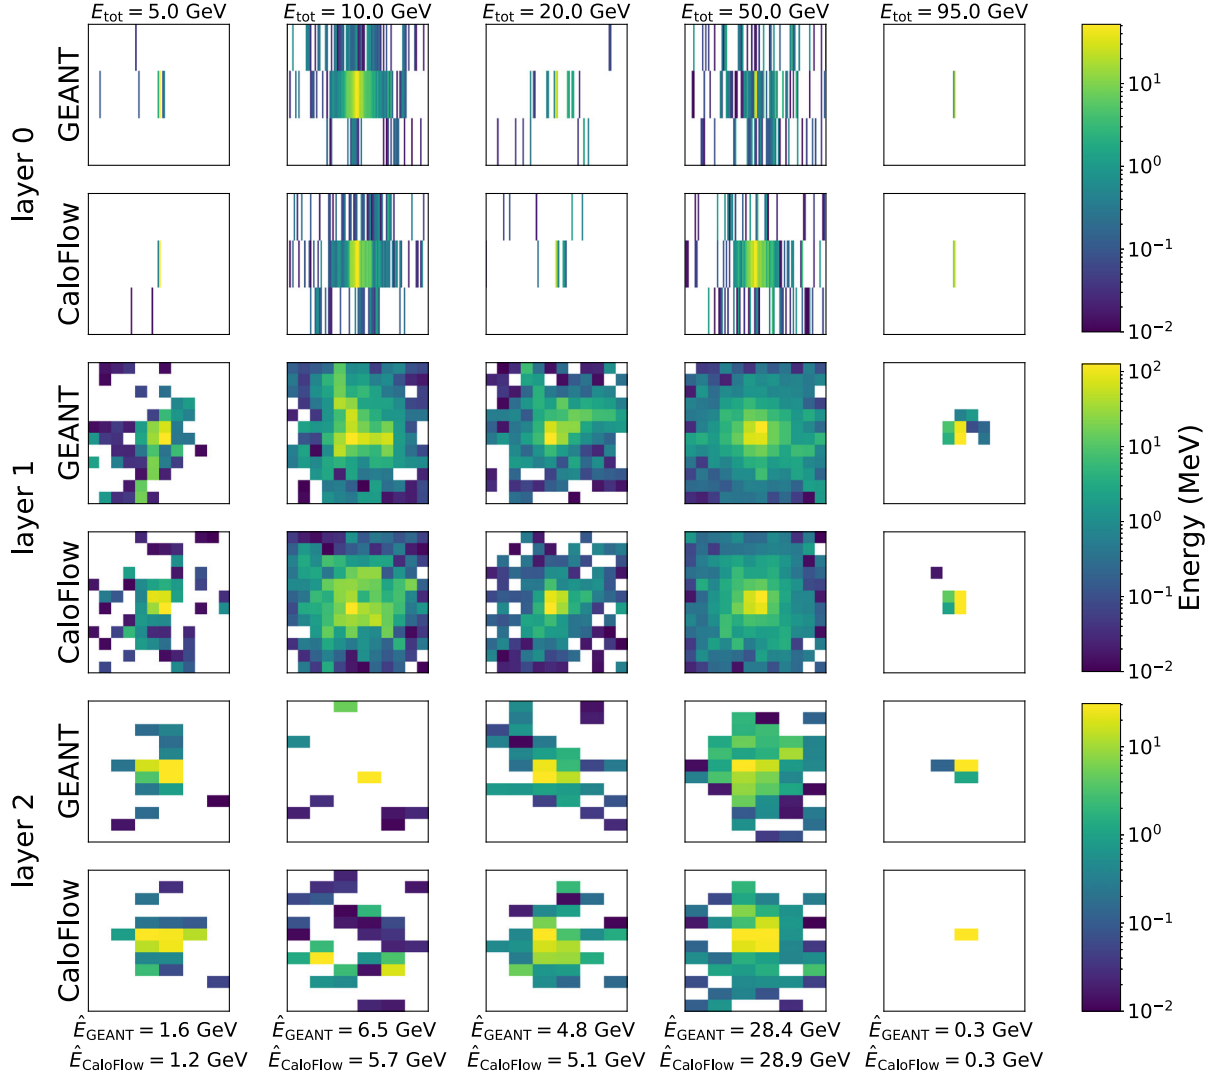 E_tot = 5.0 GeV E_tot = 10.0 GeV E_tot = 20.0 GeV E_tot = 50.0 GeV E_tot = 95.0 GeV
layer 0
GEANT
CaloFlow
10^1
10^0
10^−1
10^−2
layer 1
GEANT
CaloFlow
10^2
10^1
10^0
10^−1
10^−2
Energy (MeV)
layer 2
GEANT
CaloFlow
10^1
10^0
10^−1
10^−2
Ê_GEANT = 1.6 GeV Ê_GEANT = 6.5 GeV Ê_GEANT = 4.8 GeV Ê_GEANT = 28.4 GeV Ê_GEANT = 0.3 GeV
Ê_CaloFlow = 1.2 GeV Ê_CaloFlow = 5.7 GeV Ê_CaloFlow = 5.1 GeV Ê_CaloFlow = 28.9 GeV Ê_CaloFlow = 0.3 GeV